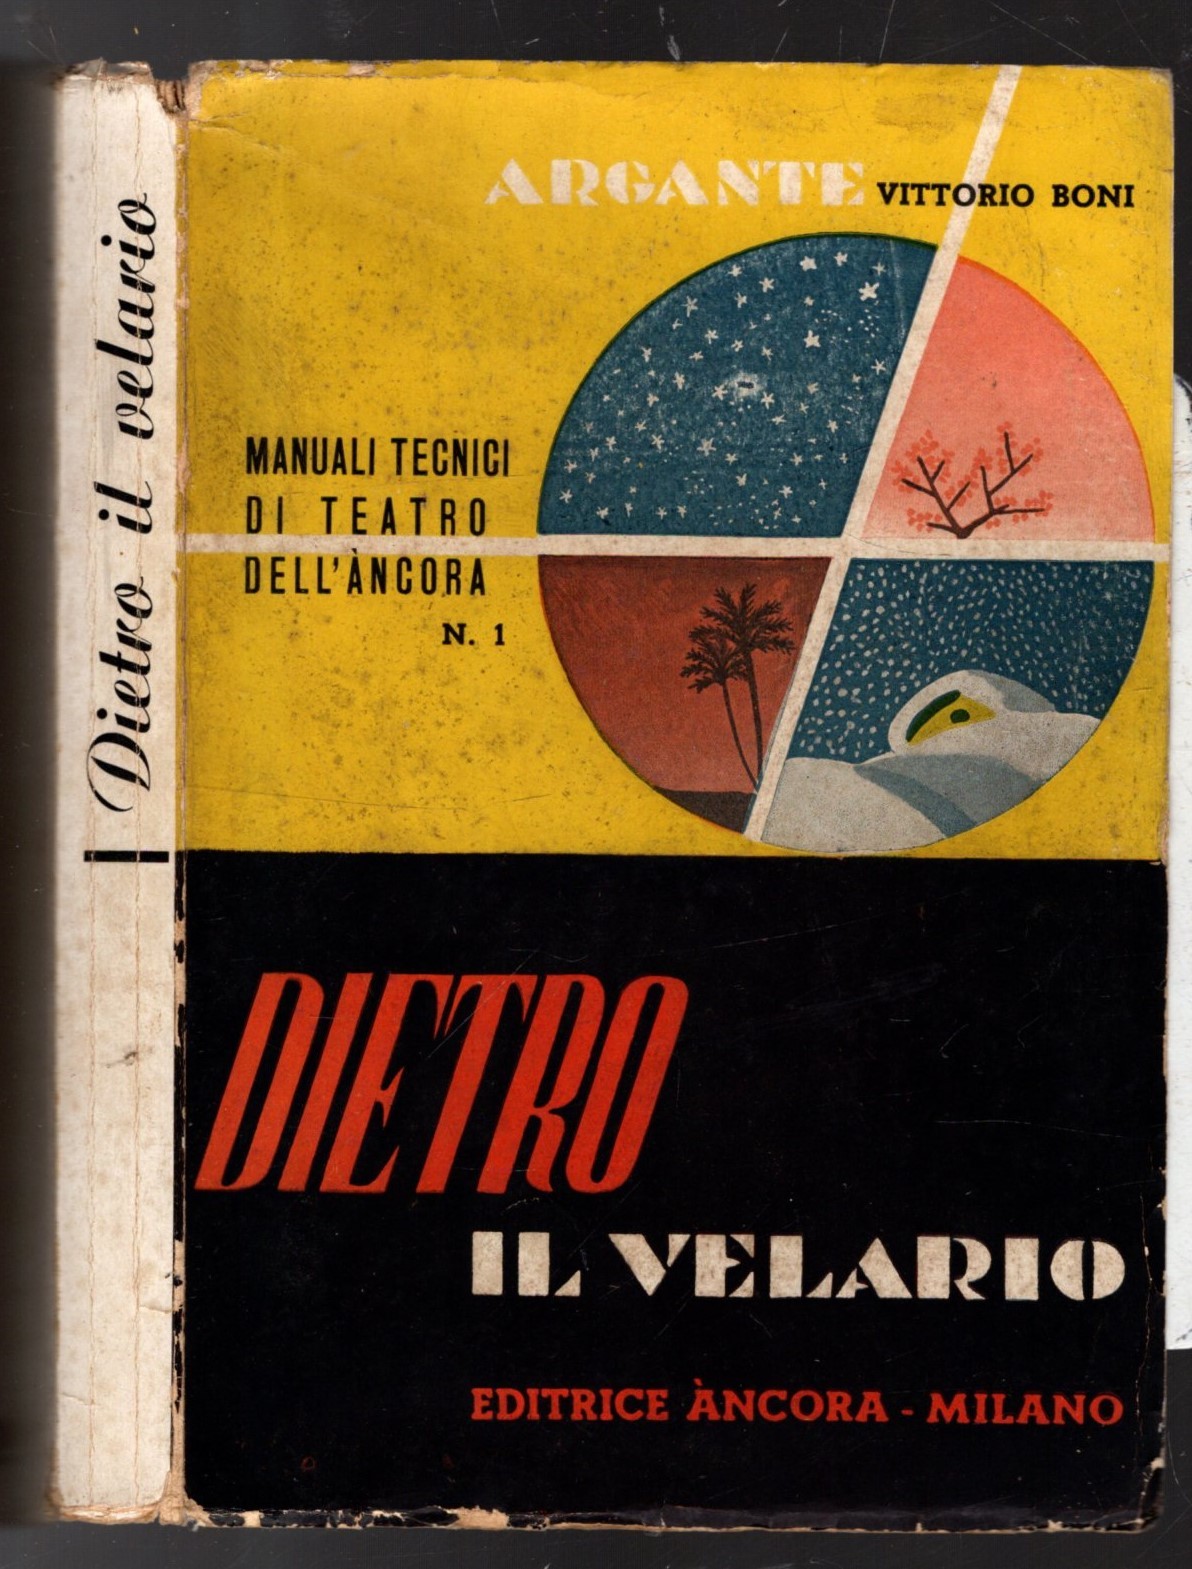 Dietro il velario
ARGANTE VITTORIO BONI
MANUALI TECNICI
DI TEATRO
DELL'ÀNCORA
N. 1
DIETRO
IL VELARIO
EDITRICE ÀNCORA - MILANO